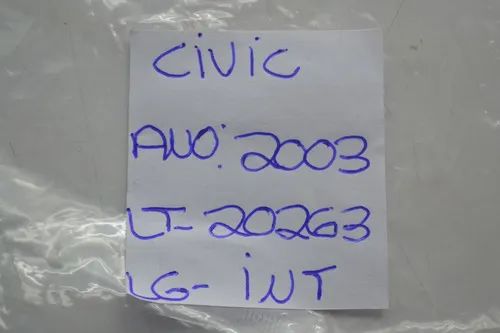 CIVIC
ANO: 2003
LT-20263
LG- INT